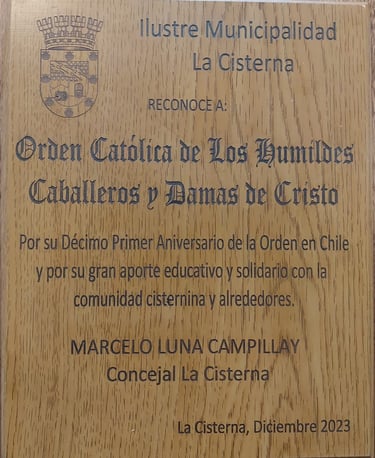 Ilustre Municipalidad
La Cisterna
RECONOCE A:
Orden Católica de Los Humildes
Caballeros y Damas de Cristo
Por su Décimo Primer Aniversario de la Orden en Chile
y por su gran aporte educativo y solidario con la
comunidad cisternina y alrededores.
MARCELO LUNA CAMPILLAY
Concejal La Cisterna
La Cisterna, Diciembre 2023